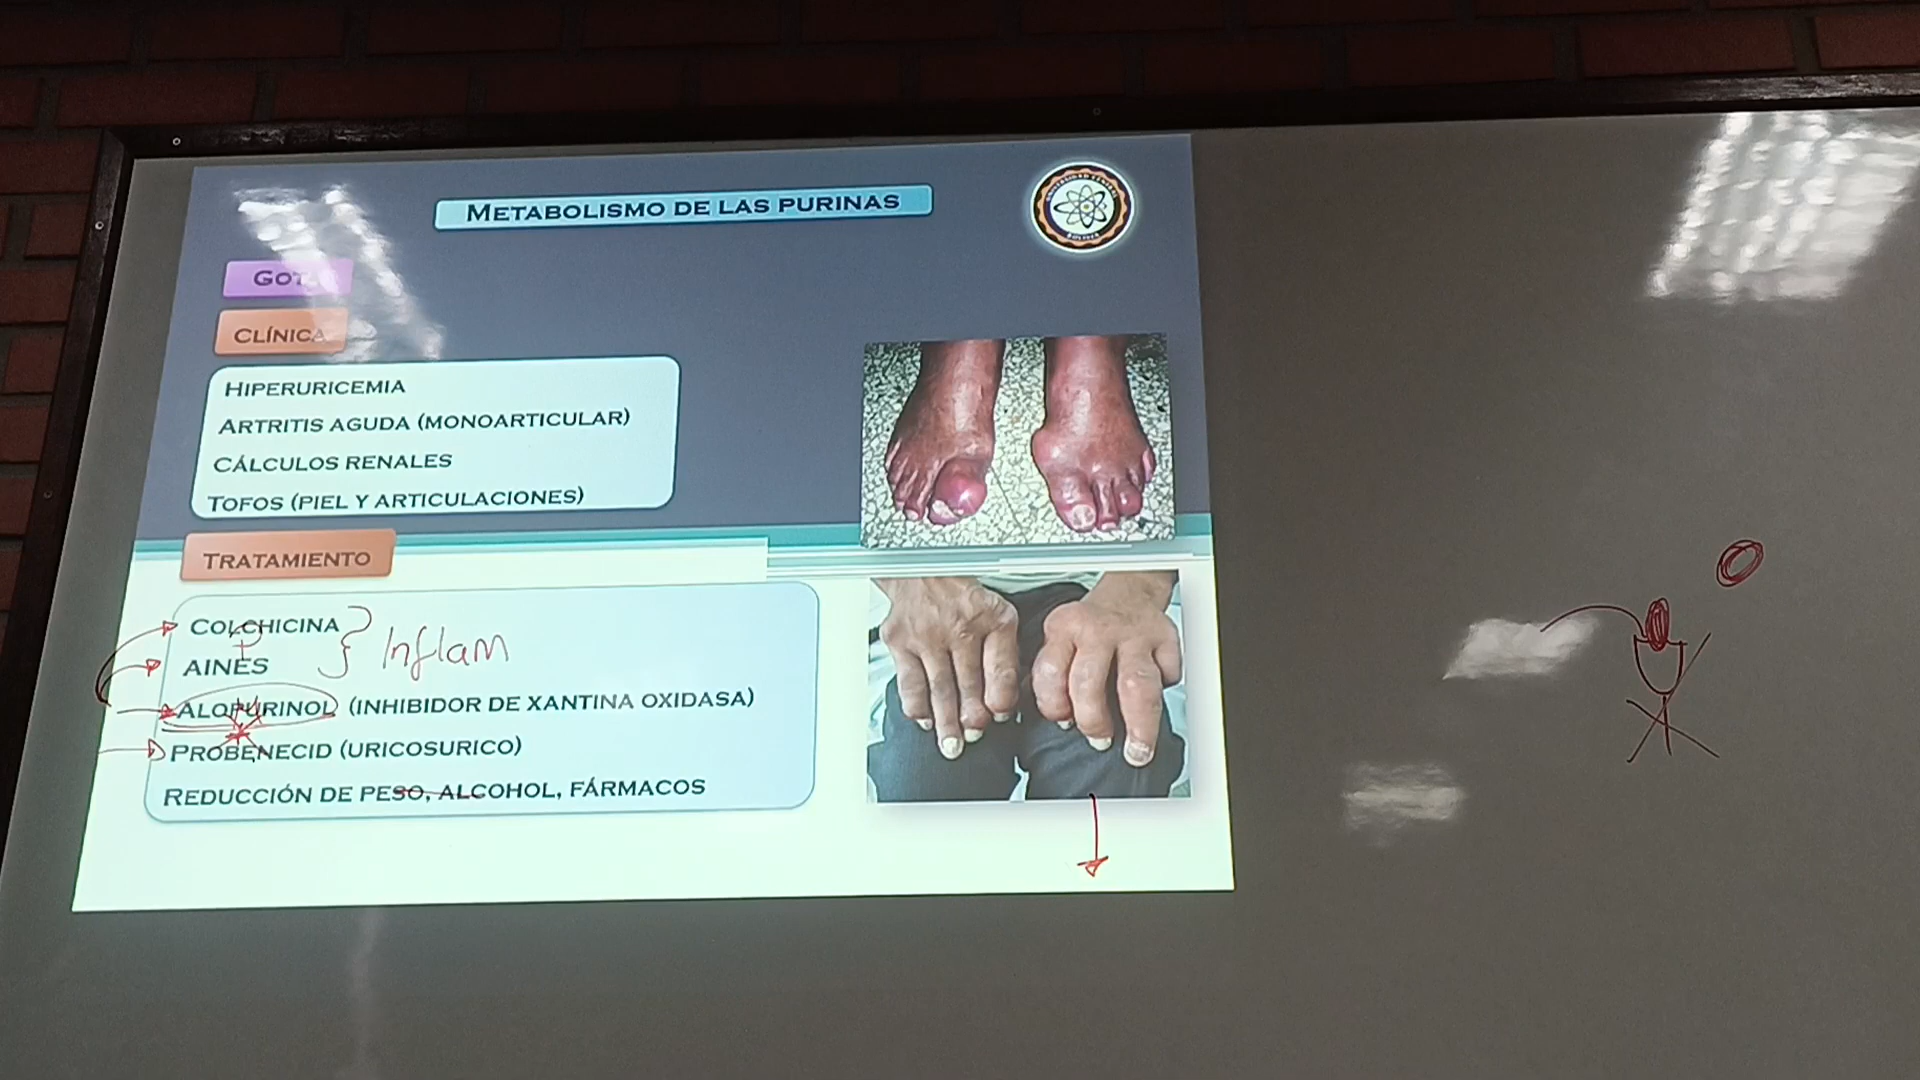 METABOLISMO DE LAS PURINAS
GOTA
CLÍNICA
HIPERURICEMIA
ARTRITIS AGUDA (MONOARTICULAR)
CÁLCULOS RENALES
TOFOS (PIEL Y ARTICULACIONES)
TRATAMIENTO
COLCHICINA
AINES
Inflam
ALOPURINOL (INHIBIDOR DE XANTINA OXIDASA)
PROBENECID (URICOSURICO)
REDUCCIÓN DE PESO, ALCOHOL, FÁRMACOS